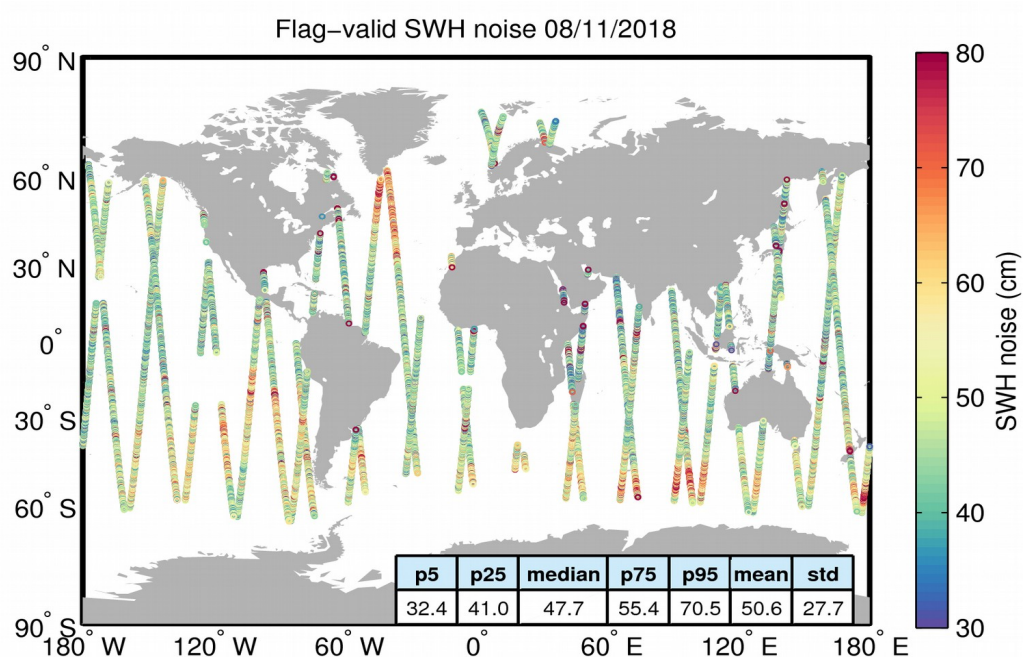 Flag−valid SWH noise 08/11/2018
90° N
60° N
30° N
0°
30° S
60° S
90° S
180° W
120° W
60° W
0°
60° E
120° E
180° E
80
70
60
50
40
30
SWH noise (cm)
p5 p25 median p75 p95 mean std
32.4 41.0 47.7 55.4 70.5 50.6 27.7